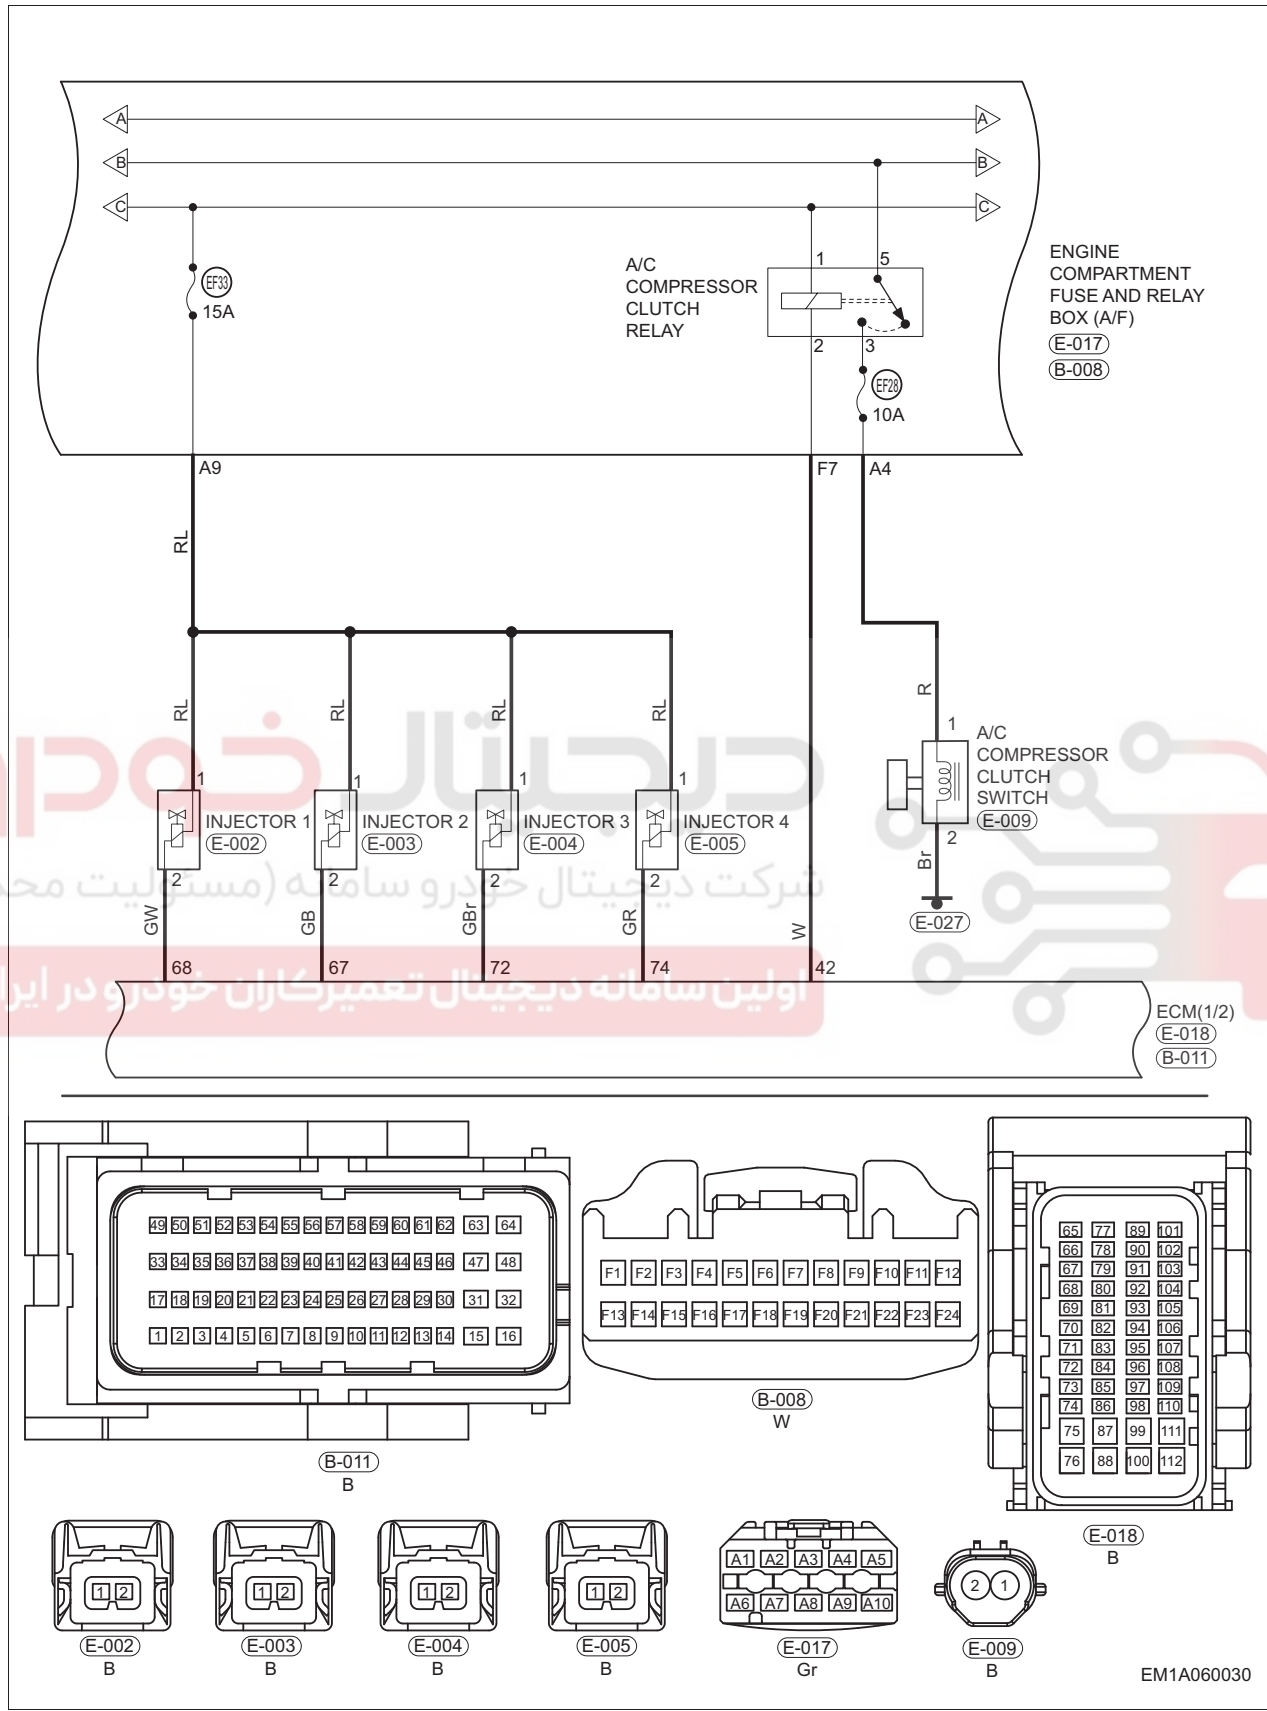 A A
B B
C C
EF33
15A
A/C
COMPRESSOR
CLUTCH
RELAY
1 5
2 3
EF28
10A
ENGINE
COMPARTMENT
FUSE AND RELAY
BOX (A/F)
E-017
B-008
A9 F7 A4
RL
RL RL RL RL R
1 1 1 1 1
INJECTOR 1
E-002
INJECTOR 2
E-003
INJECTOR 3
E-004
INJECTOR 4
E-005
A/C
COMPRESSOR
CLUTCH
SWITCH
E-009
2 2 2 2 2
دیجیتال خودرو
شرکت دیجیتال خودرو سامانه (مسئولیت
اولین سامانه دیجیتال تعمیرکاران خودرو در
GW GB GBr GR W Br
E-027
68 67 72 74 42
ECM(1/2)
E-018
B-011
49 50 51 52 53 54 55 56 57 58 59 60 61 62 63 64
33 34 35 36 37 38 39 40 41 42 43 44 45 46 47 48
17 18 19 20 21 22 23 24 25 26 27 28 29 30 31 32
1 2 3 4 5 6 7 8 9 10 11 12 13 14 15 16
B-011
B
F1 F2 F3 F4 F5 F6 F7 F8 F9 F10 F11 F12
F13 F14 F15 F16 F17 F18 F19 F20 F21 F22 F23 F24
B-008
W
65 77 89 101
66 78 90 102
67 79 91 103
68 80 92 104
69 81 93 105
70 82 94 106
71 83 95 107
72 84 96 108
73 85 97 109
74 86 98 110
75 87 99 111
76 88 100 112
E-018
B
1 2
E-002
B
1 2
E-003
B
1 2
E-004
B
1 2
E-005
B
A1 A2 A3 A4 A5
A6 A7 A8 A9 A10
E-017
Gr
2 1
E-009
B
EM1A060030